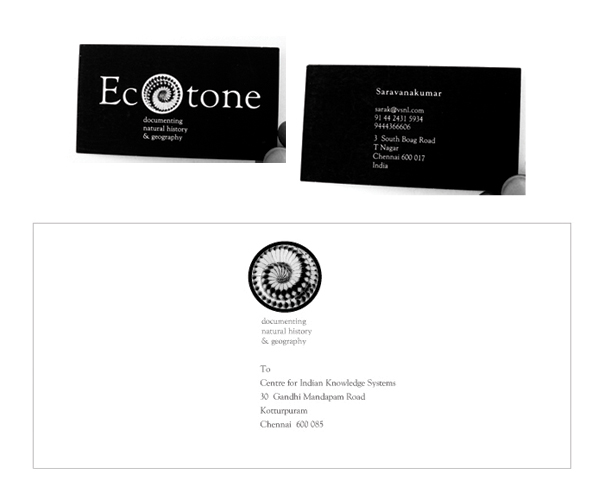 Ecotone
documenting
natural history
& geography
Saravanakumar
sarak@vsnl.com
91 44 2431 5934
9444366606
3 South Boag Road
T Nagar
Chennai 600 017
India
documenting
natural history
& geography
To
Centre for Indian Knowledge Systems
30 Gandhi Mandapam Road
Kotturpuram
Chennai 600 085